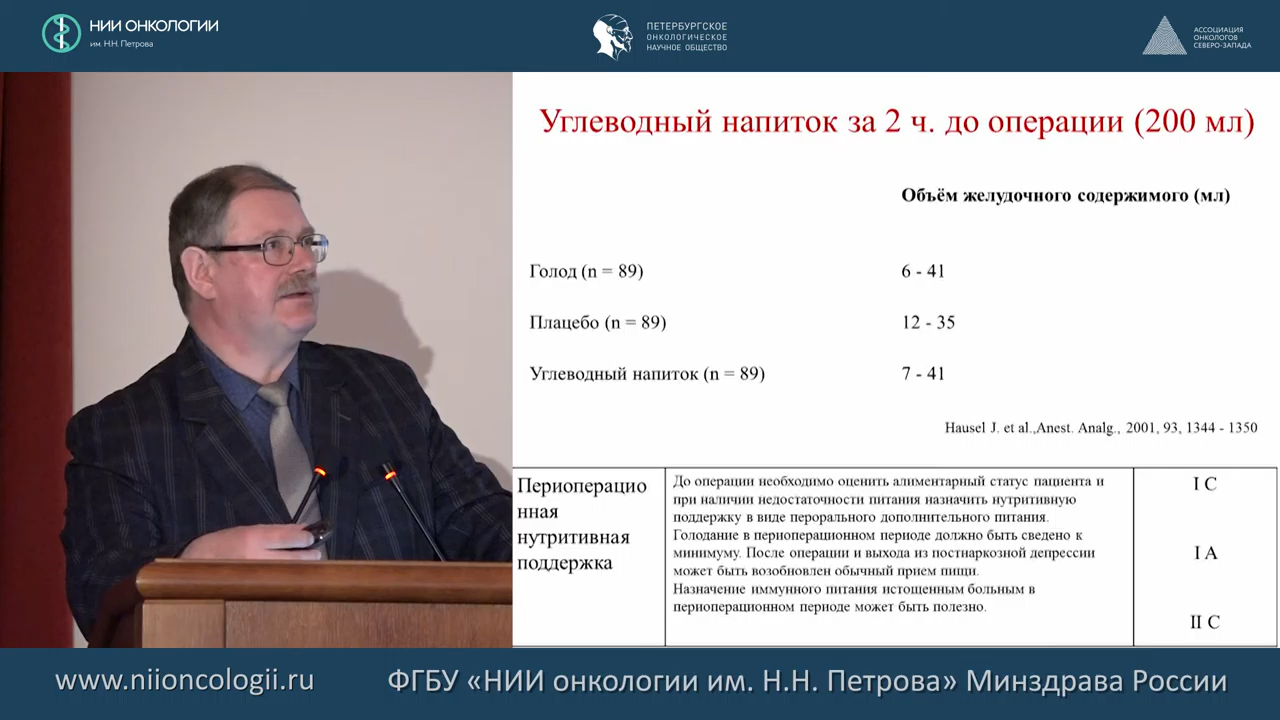 НИИ ОНКОЛОГИИ
им. Н.Н. Петрова
ПЕТЕРБУРГСКОЕ
ОНКОЛОГИЧЕСКОЕ
НАУЧНОЕ ОБЩЕСТВО
АССОЦИАЦИЯ
ОНКОЛОГОВ
СЕВЕРО-ЗАПАДА
Углеводный напиток за 2 ч. до операции (200 мл)
Объём желудочного содержимого (мл)
Голод (n = 89) 6 - 41
Плацебо (n = 89) 12 - 35
Углеводный напиток (n = 89) 7 - 41
Hausel J. et al.,Anest. Analg., 2001, 93, 1344 - 1350
Периоперацио
нная
нутритивная
поддержка
До операции необходимо оценить алиментарный статус пациента и
при наличии недостаточности питания назначить нутритивную
поддержку в виде перорального дополнительного питания.
Голодание в периоперационном периоде должно быть сведено к
минимуму. После операции и выхода из постнаркозной депрессии
может быть возобновлен обычный прием пищи.
Назначение иммунного питания истощенным больным в
периоперационном периоде может быть полезно.
I C
I A
II C
www.niioncologii.ru
ФГБУ «НИИ онкологии им. Н.Н. Петрова» Минздрава России